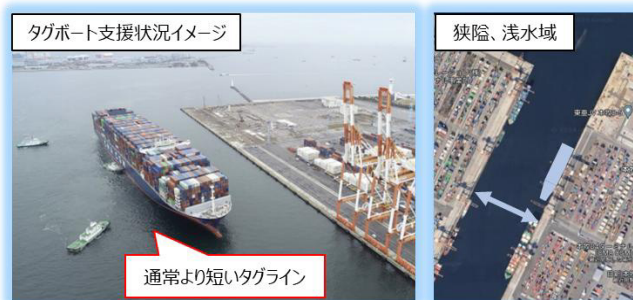 タグボート支援状況イメージ
狭隘、浅水域
通常より短いタグライン